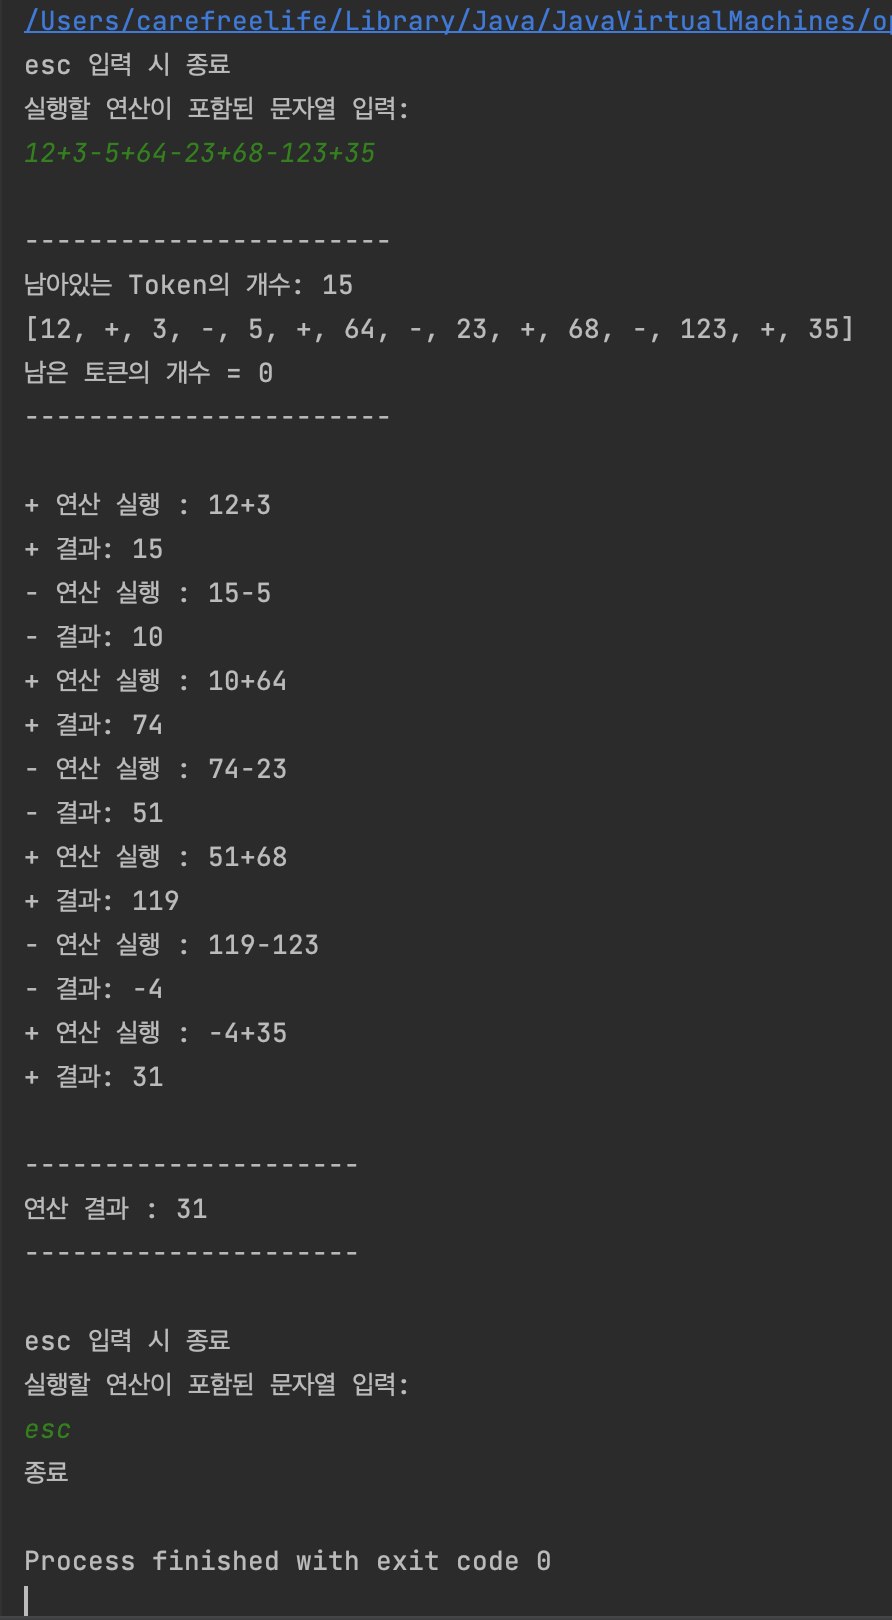 /Users/carefreelife/Library/Java/JavaVirtualMachines/op
esc 입력 시 종료
실행할 연산이 포함된 문자열 입력:
12+3-5+64-23+68-123+35
-----------------------
남아있는 Token의 개수: 15
[12, +, 3, -, 5, +, 64, -, 23, +, 68, -, 123, +, 35]
남은 토큰의 개수 = 0
-----------------------
+ 연산 실행 : 12+3
+ 결과: 15
- 연산 실행 : 15-5
- 결과: 10
+ 연산 실행 : 10+64
+ 결과: 74
- 연산 실행 : 74-23
- 결과: 51
+ 연산 실행 : 51+68
+ 결과: 119
- 연산 실행 : 119-123
- 결과: -4
+ 연산 실행 : -4+35
+ 결과: 31
---------------------
연산 결과 : 31
---------------------
esc 입력 시 종료
실행할 연산이 포함된 문자열 입력:
esc
종료
Process finished with exit code 0